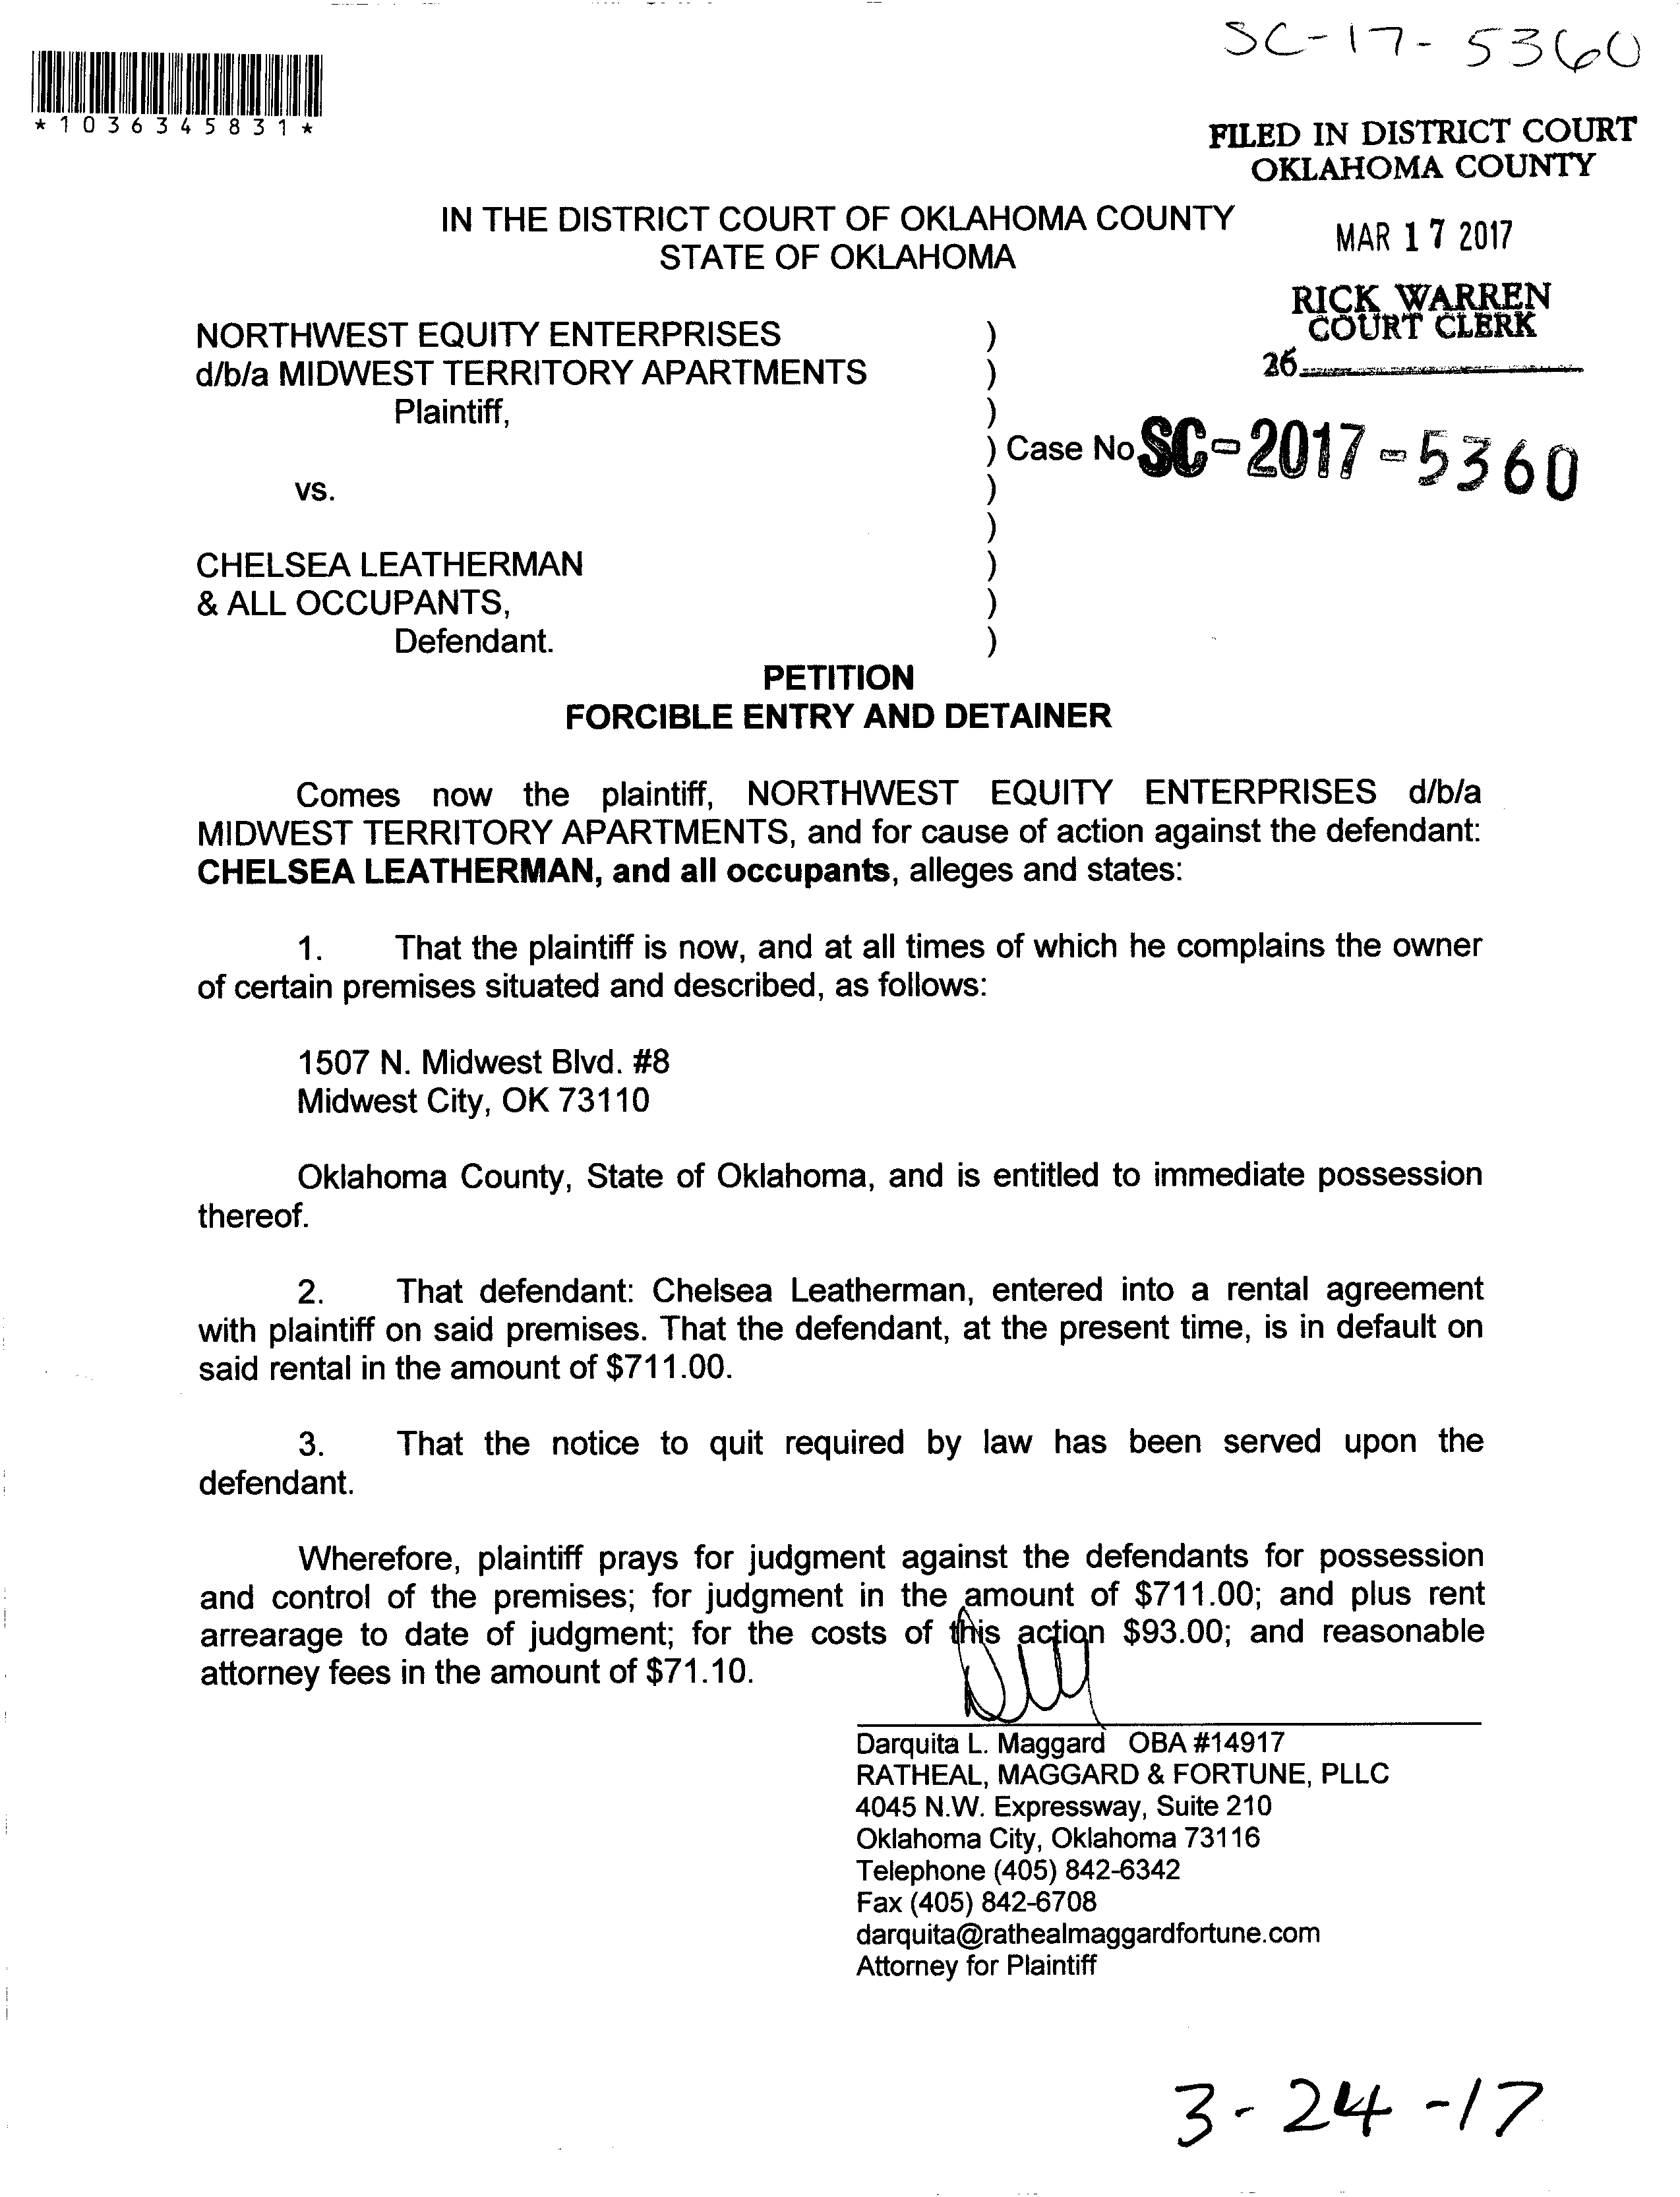 SC-17-5360
*1036345831*
FILED IN DISTRICT COURT
OKLAHOMA COUNTY
IN THE DISTRICT COURT OF OKLAHOMA COUNTY
STATE OF OKLAHOMA
MAR 17 2017
RICK WARREN
COURT CLERK
26
NORTHWEST EQUITY ENTERPRISES )
d/b/a MIDWEST TERRITORY APARTMENTS )
Plaintiff, )
) Case No. SC-2017-5360
vs. )
)
CHELSEA LEATHERMAN )
& ALL OCCUPANTS, )
Defendant. )
PETITION
FORCIBLE ENTRY AND DETAINER
Comes now the plaintiff, NORTHWEST EQUITY ENTERPRISES d/b/a
MIDWEST TERRITORY APARTMENTS, and for cause of action against the defendant:
CHELSEA LEATHERMAN, and all occupants, alleges and states:
1. That the plaintiff is now, and at all times of which he complains the owner
of certain premises situated and described, as follows:
1507 N. Midwest Blvd. #8
Midwest City, OK 73110
Oklahoma County, State of Oklahoma, and is entitled to immediate possession
thereof.
2. That defendant: Chelsea Leatherman, entered into a rental agreement
with plaintiff on said premises. That the defendant, at the present time, is in default on
said rental in the amount of $711.00.
3. That the notice to quit required by law has been served upon the
defendant.
Wherefore, plaintiff prays for judgment against the defendants for possession
and control of the premises; for judgment in the amount of $711.00; and plus rent
arrearage to date of judgment; for the costs of this action $93.00; and reasonable
attorney fees in the amount of $71.10.
Darquita L. Maggard OBA #14917
RATHEAL, MAGGARD & FORTUNE, PLLC
4045 N.W. Expressway, Suite 210
Oklahoma City, Oklahoma 73116
Telephone (405) 842-6342
Fax (405) 842-6708
darquita@rathealmaggardfortune.com
Attorney for Plaintiff
3-24-17